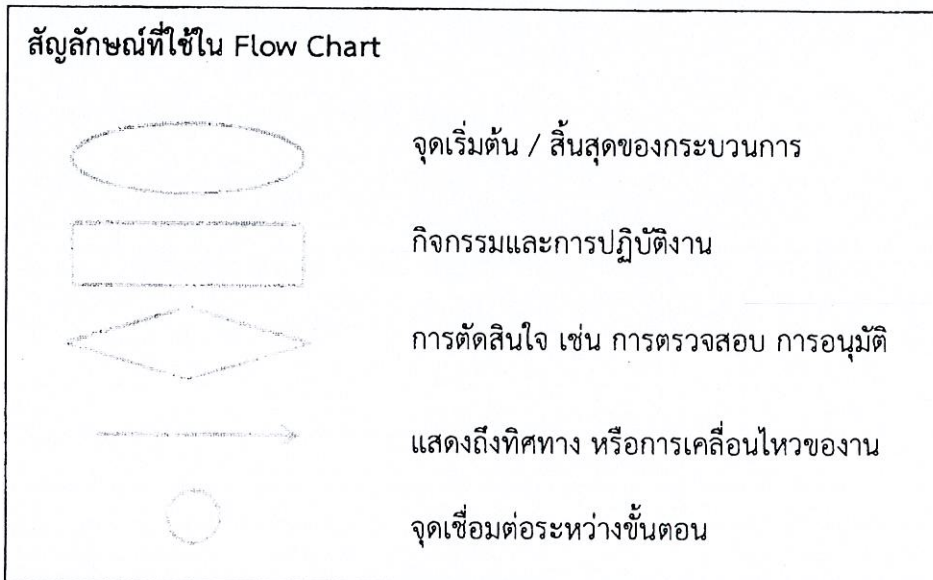 สัญลักษณ์ที่ใช้ใน Flow Chart
จุดเริ่มต้น / สิ้นสุดของกระบวนการ
กิจกรรมและการปฏิบัติงาน
การตัดสินใจ เช่น การตรวจสอบ การอนุมัติ
แสดงถึงทิศทาง หรือการเคลื่อนไหวของงาน
จุดเชื่อมต่อระหว่างขั้นตอน